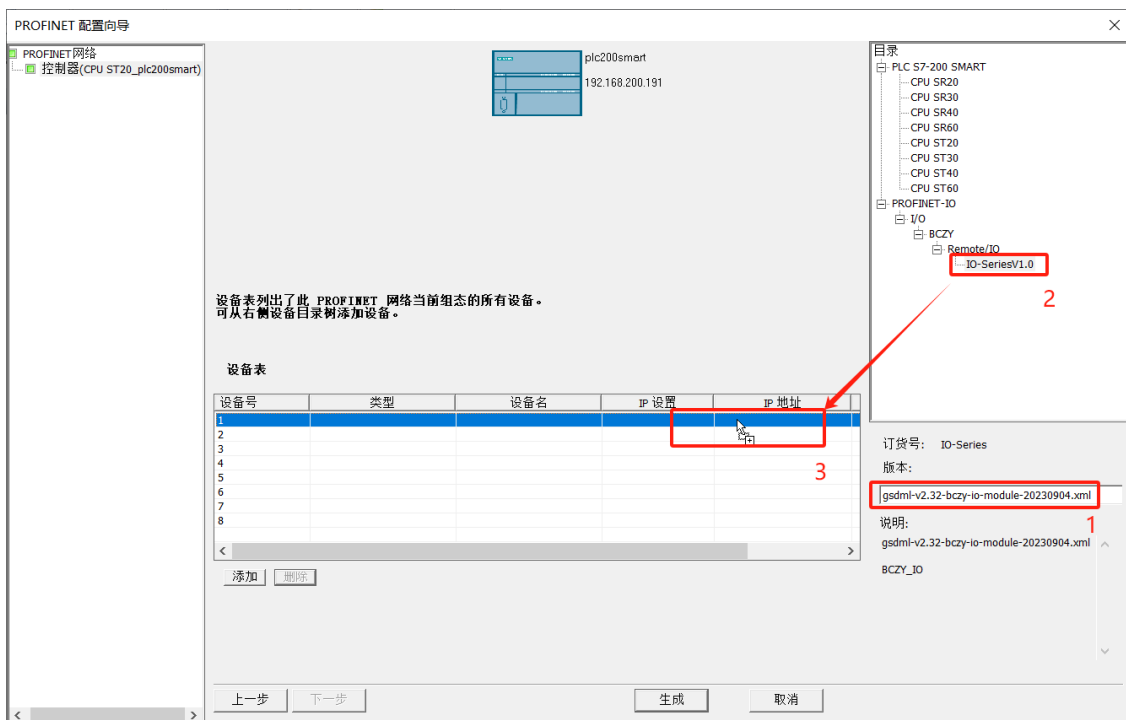 PROFINET 配置向导
PROFINET网络
控制器(CPU ST20_plc200smart)
plc200smart
192.168.200.191
设备表列出了此 PROFINET 网络当前组态的所有设备。
可从右侧设备目录树添加设备。
设备表
设备号 类型 设备名 IP 设置 IP 地址
1
2
3
4
5
6
7
8
3
添加 删除
上一步 下一步 生成 取消
目录
PLC S7-200 SMART
CPU SR20
CPU SR30
CPU SR40
CPU SR60
CPU ST20
CPU ST30
CPU ST40
CPU ST60
PROFINET-IO
I/O
BCZY
Remote/IO
IO-SeriesV1.0
2
订货号: IO-Series
版本:
gsdml-v2.32-bczy-io-module-20230904.xml
1
说明:
gsdml-v2.32-bczy-io-module-20230904.xml
BCZY_IO